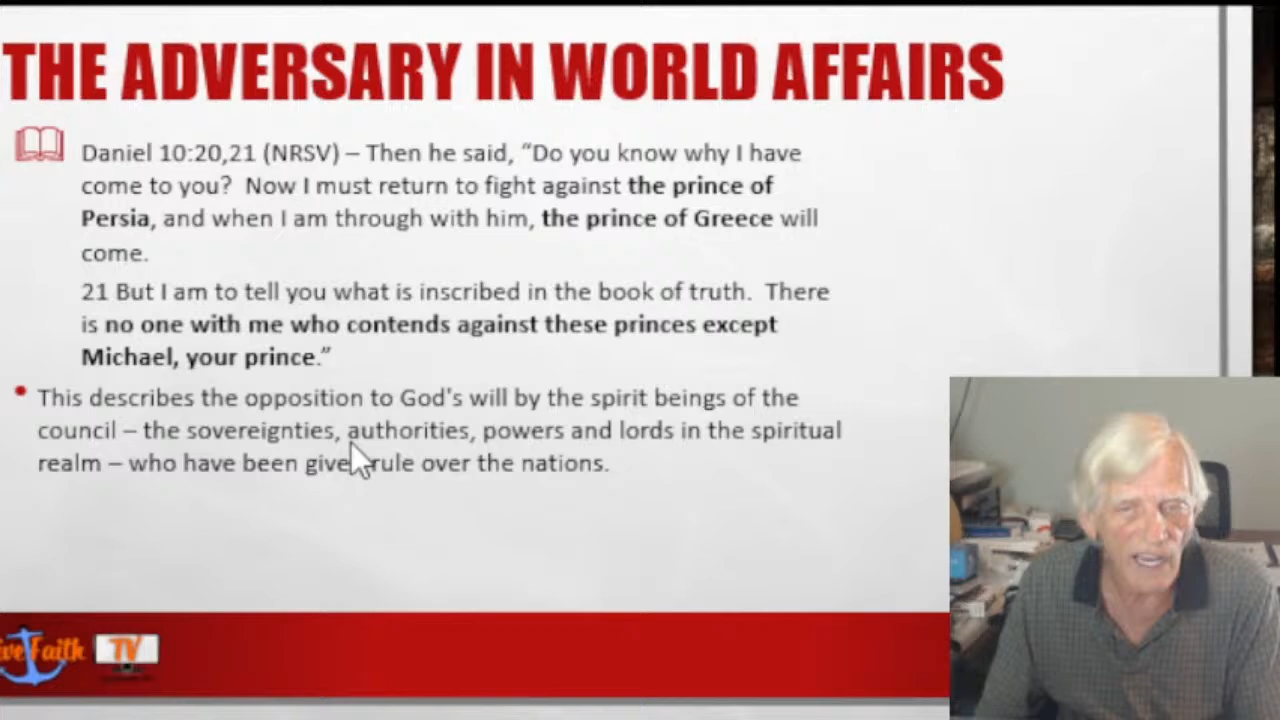 THE ADVERSARY IN WORLD AFFAIRS
Daniel 10:20,21 (NRSV) – Then he said, “Do you know why I have
come to you?  Now I must return to fight against the prince of
Persia, and when I am through with him, the prince of Greece will
come.
21 But I am to tell you what is inscribed in the book of truth.  There
is no one with me who contends against these princes except
Michael, your prince.”
• This describes the opposition to God's will by the spirit beings of the
council – the sovereignties, authorities, powers and lords in the spiritual
realm – who have been give rule over the nations.
ive Faith TV